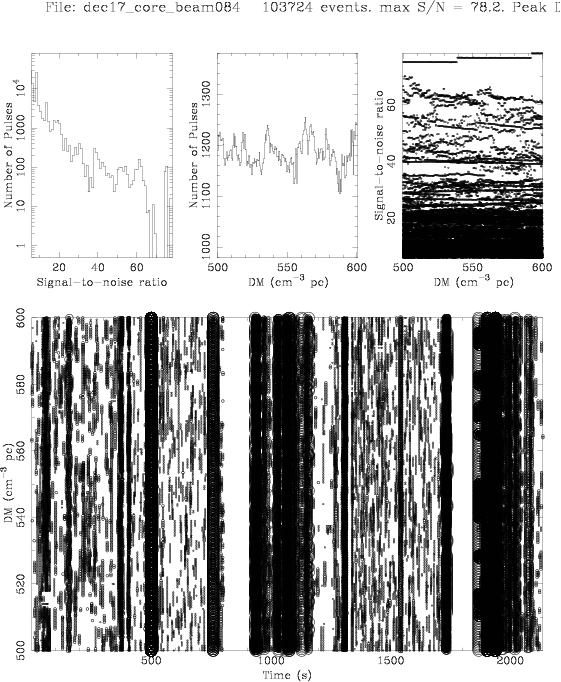 File: dec17_core_beam084 103724 events. max S/N = 78.2. Peak D
Number of Pulses
10^4
1000
100
10
1
20 40 60
Signal-to-noise ratio
Number of Pulses
1300
1200
1100
1000
500 550 600
DM (cm^-3 pc)
Signal-to-noise ratio
60
40
20
500 550 600
DM (cm^-3 pc)
DM (cm^-3 pc)
600
580
560
540
520
500
500 1000 1500 2000
Time (s)